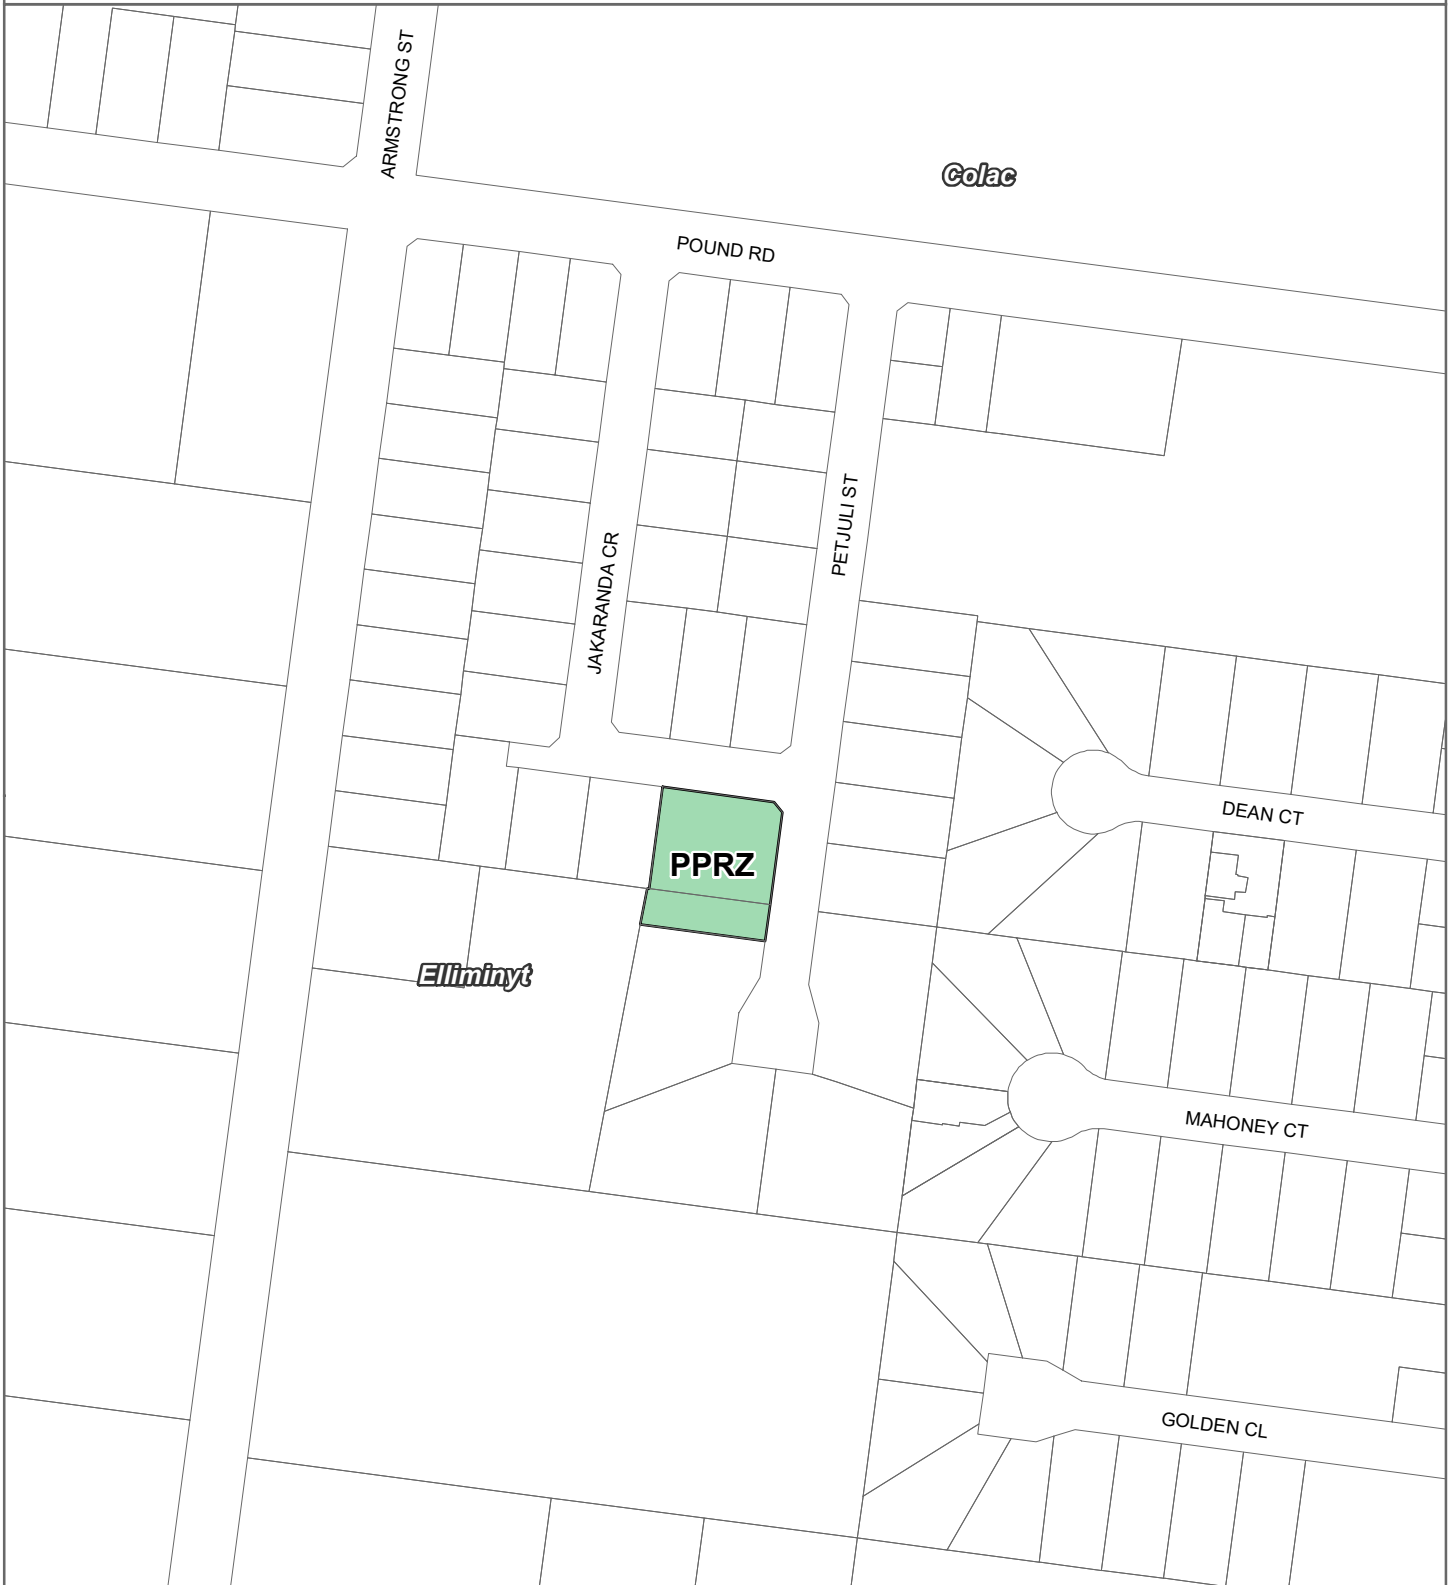 ARMSTRONG ST
Colac
POUND RD
PETJULI ST
JAKARANDA CR
DEAN CT
PPRZ
Elliminyt
MAHONEY CT
GOLDEN CL